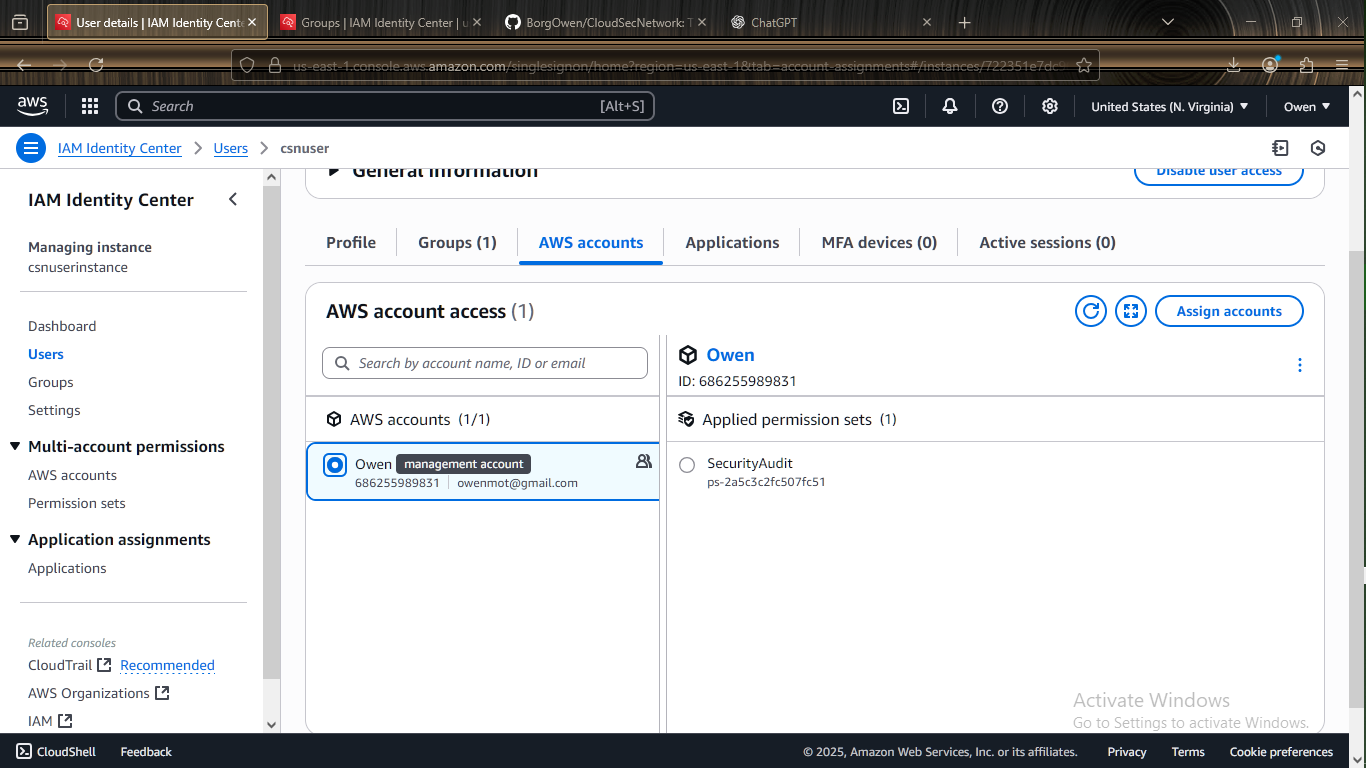 User details | IAM Identity Cente
Groups | IAM Identity Center | u
BorgOwen/CloudSecNetwork: T
ChatGPT
us-east-1.console.aws.amazon.com/singlesignon/home?region=us-east-1&tab=account-assignments#/instances/722351e7dc
aws
Search
[Alt+S]
United States (N. Virginia)
Owen
IAM Identity Center
Users
csnuser
IAM Identity Center
Managing instance
csnuserinstance
Dashboard
Users
Groups
Settings
Multi-account permissions
AWS accounts
Permission sets
Application assignments
Applications
Related consoles
CloudTrail Recommended
AWS Organizations
IAM
General information
Disable user access
Profile
Groups (1)
AWS accounts
Applications
MFA devices (0)
Active sessions (0)
AWS account access (1)
Assign accounts
Search by account name, ID or email
AWS accounts (1/1)
Owen management account
686255989831 owenmot@gmail.com
Owen
ID: 686255989831
Applied permission sets (1)
SecurityAudit
ps-2a5c3c2fc507fc51
Activate Windows
Go to Settings to activate Windows.
CloudShell
Feedback
© 2025, Amazon Web Services, Inc. or its affiliates.
Privacy
Terms
Cookie preferences